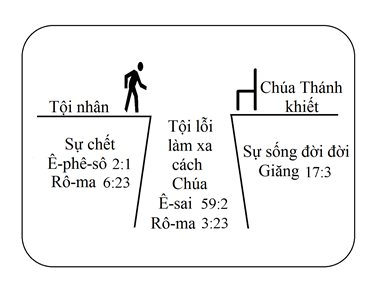 Tội nhân
Sự chết
Ê-phê-sô 2:1
Rô-ma 6:23
Tội lỗi
làm xa
cách
Chúa
Ê-sai 59:2
Rô-ma 3:23
Chúa Thánh
khiết
Sự sống đời đời
Giăng 17:3